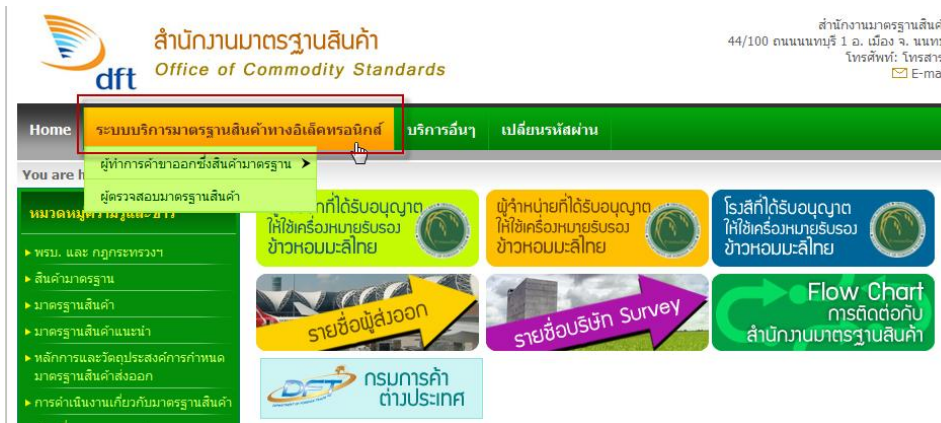 dft
สำนักงานมาตรฐานสินค้า
Office of Commodity Standards
สำนักงานมาตรฐานสินค้
44/100 ถนนนนทบุรี 1 อ. เมือง จ. นนท
โทรศัพท์: โทรสาร
E-ma
Home
ระบบบริการมาตรฐานสินค้าทางอิเล็คทรอนิกส์
บริการอื่นๆ
เปลี่ยนรหัสผ่าน
ผู้ทำการค้าขาออกซึ่งสินค้ามาตรฐาน
ผู้ตรวจสอบมาตรฐานสินค้า
You are h
▸ พรบ. และ กฎกระทรวงฯ
▸ สินค้ามาตรฐาน
▸ มาตรฐานสินค้า
▸ มาตรฐานสินค้าแนะนำ
▸ หลักการและวัตถุประสงค์การกำหนด
มาตรฐานสินค้าส่งออก
▸ การดำเนินงานเกี่ยวกับมาตรฐานสินค้า
ที่ได้รับอนุญาต
ให้ใช้เครื่องหมายรับรอง
ข้าวหอมมะลิไทย
ผู้จำหน่ายที่ได้รับอนุญาต
ให้ใช้เครื่องหมายรับรอง
ข้าวหอมมะลิไทย
โรงสีที่ได้รับอนุญาต
ให้ใช้เครื่องหมายรับรอง
ข้าวหอมมะลิไทย
รายชื่อผู้ส่งออก
รายชื่อบริษัท Survey
Flow Chart
การติดต่อกับ
สำนักงานมาตรฐานสินค้า
DFT
กรมการค้า
ต่างประเทศ